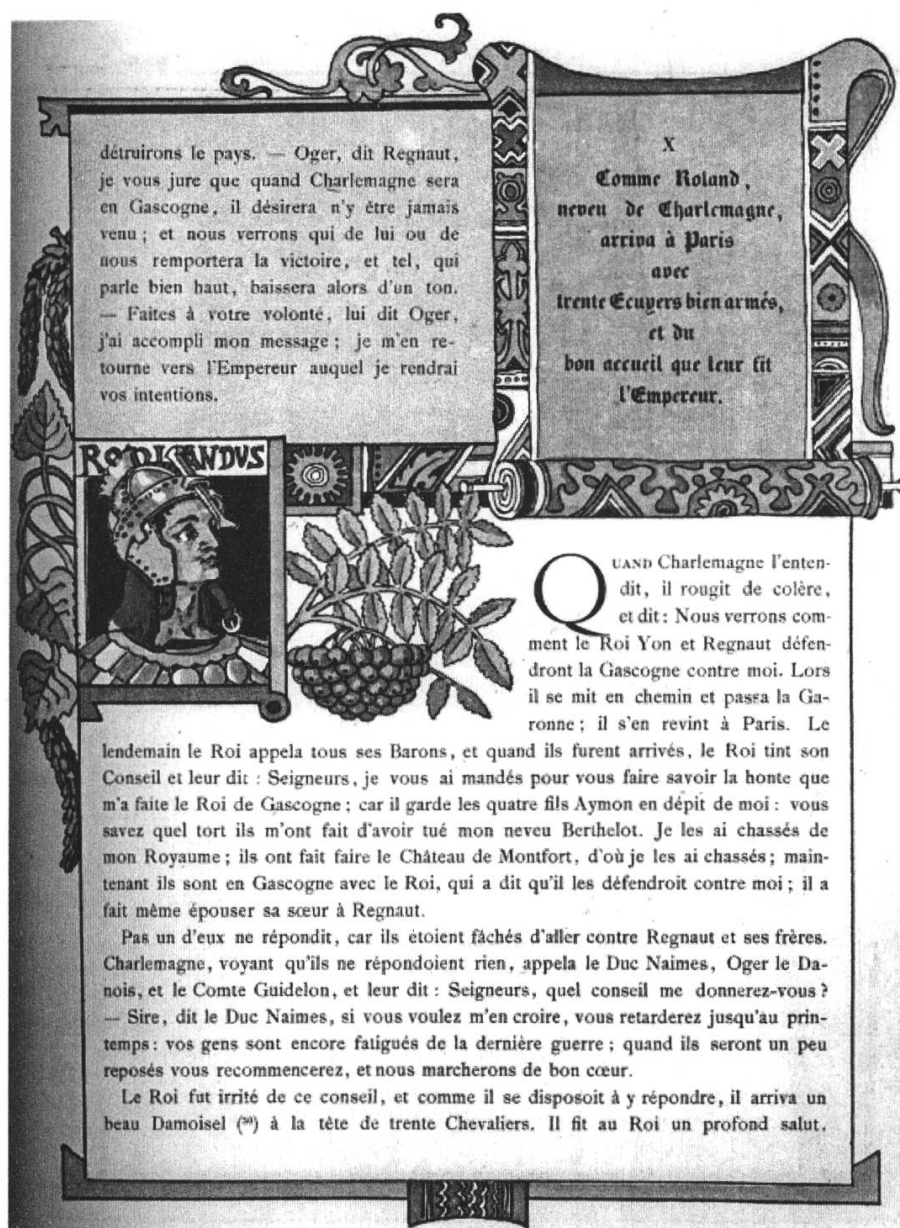 détruirons le pays. — Oger, dit Regnaut,
je vous jure que quand Charlemagne sera
en Gascogne, il désirera n'y être jamais
venu ; et nous verrons qui de lui ou de
nous remportera la victoire, et tel, qui
parle bien haut, baissera alors d'un ton.
— Faites à votre volonté, lui dit Oger,
j'ai accompli mon message ; je m'en re-
tourne vers l'Empereur auquel je rendrai
vos intentions.
X
Comme Roland,
neveu de Charlemagne,
arriva à Paris
avec
trente Ecuyers bien armés,
et du
bon accueil que leur fit
l'Empereur.
QUAND Charlemagne l'enten-
dit, il rougit de colère,
et dit : Nous verrons com-
ment le Roi Yon et Regnaut défen-
dront la Gascogne contre moi. Lors
il se mit en chemin et passa la Ga-
ronne ; il s'en revint à Paris. Le
lendemain le Roi appela tous ses Barons, et quand ils furent arrivés, le Roi tint son
Conseil et leur dit : Seigneurs, je vous ai mandés pour vous faire savoir la honte que
m'a faite le Roi de Gascogne ; car il garde les quatre fils Aymon en dépit de moi : vous
savez quel tort ils m'ont fait d'avoir tué mon neveu Berthelot. Je les ai chassés de
mon Royaume ; ils ont fait faire le Château de Montfort, d'où je les ai chassés ; main-
tenant ils sont en Gascogne avec le Roi, qui a dit qu'il les défendroit contre moi ; il a
fait même épouser sa sœur à Regnaut.
Pas un d'eux ne répondit, car ils étoient fâchés d'aller contre Regnaut et ses frères.
Charlemagne, voyant qu'ils ne répondoient rien, appela le Duc Naimes, Oger le Da-
nois, et le Comte Guidelon, et leur dit : Seigneurs, quel conseil me donnerez-vous ?
— Sire, dit le Duc Naimes, si vous voulez m'en croire, vous retarderez jusqu'au prin-
temps : vos gens sont encore fatigués de la dernière guerre ; quand ils seront un peu
reposés vous recommencerez, et nous marcherons de bon cœur.
Le Roi fut irrité de ce conseil, et comme il se disposoit à y répondre, il arriva un
beau Damoisel (³⁰) à la tête de trente Chevaliers. Il fit au Roi un profond salut.